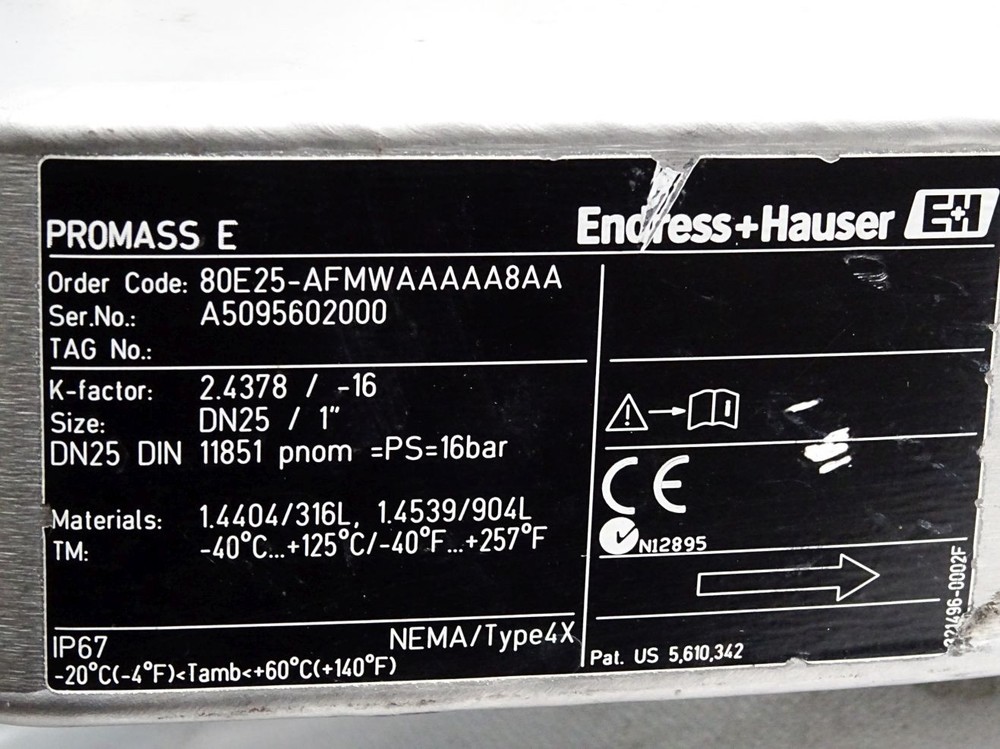 PROMASS E
Endress+Hauser E+H
Order Code: 80E25-AFMWAAAAA8AA
Ser.No.: A5095602000
TAG No.:
K-factor: 2.4378 / -16
Size: DN25 / 1"
DN25 DIN 11851 pnom =PS=16bar
Materials: 1.4404/316L, 1.4539/904L
TM: -40°C...+125°C/-40°F...+257°F
IP67 NEMA/Type4X
-20°C(-4°F)<Tamb<+60°C(+140°F)
CE
N12895
Pat. US 5,610,342
321496-0002F